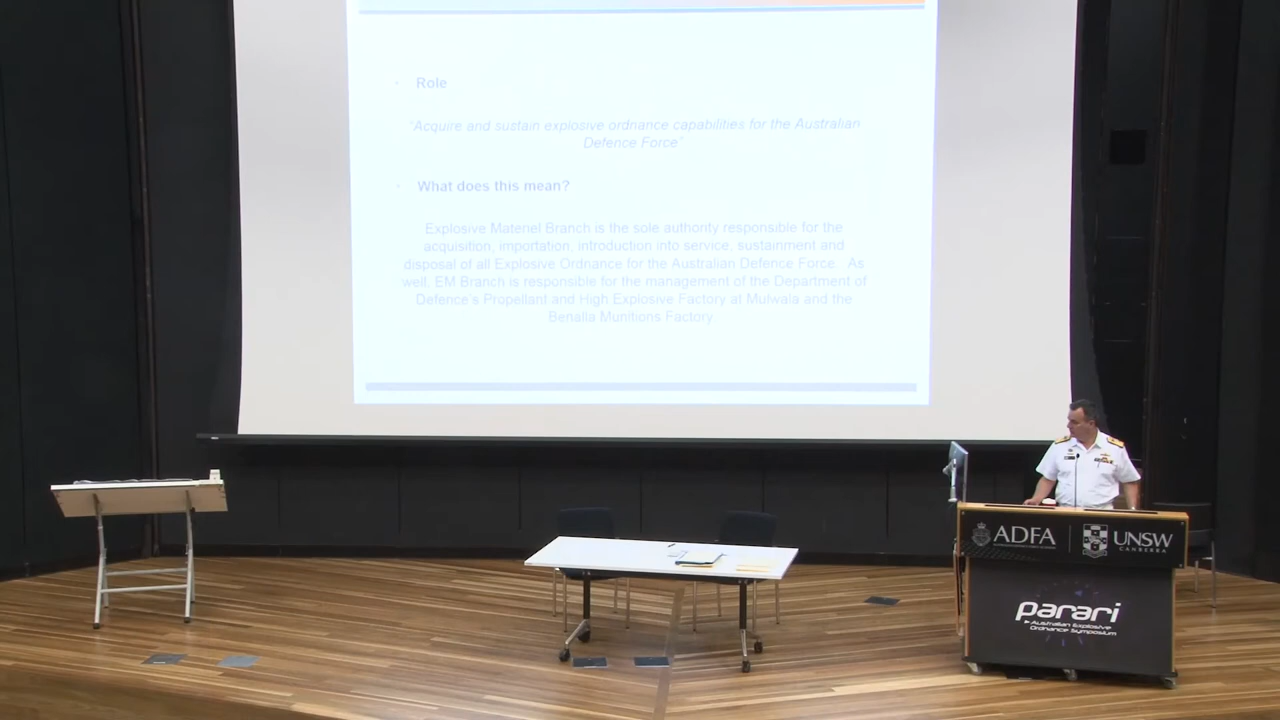 Role
"Acquire and sustain explosive ordnance capabilities for the Australian
Defence Force"
What does this mean?
Explosive Materiel Branch is the sole authority responsible for the
acquisition, importation, introduction into service, sustainment and
disposal of all Explosive Ordnance for the Australian Defence Force. As
well, EM Branch is responsible for the management of the Department of
Defence's Propellant and High Explosive Factory at Mulwala and the
Benalla Munitions Factory.
ADFA
UNSW
CANBERRA
parari
Australian Explosive
Ordnance Symposium